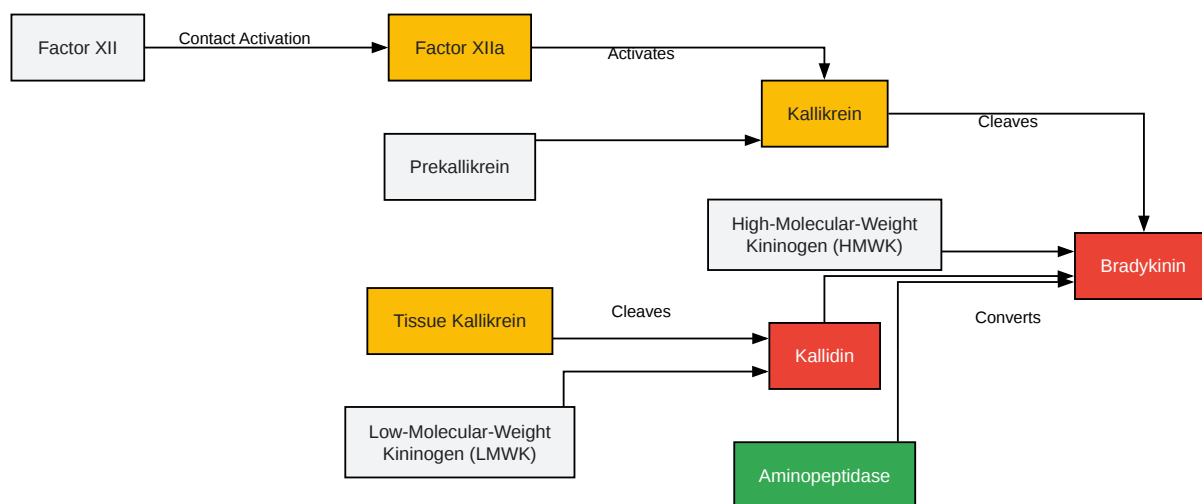 Factor XII
Contact Activation
Factor XIIa
Activates
Kallikrein
Cleaves
Prekallikrein
High-Molecular-Weight
Kininogen (HMWK)
Bradykinin
Tissue Kallikrein
Cleaves
Converts
Kallidin
Low-Molecular-Weight
Kininogen (LMWK)
Aminopeptidase